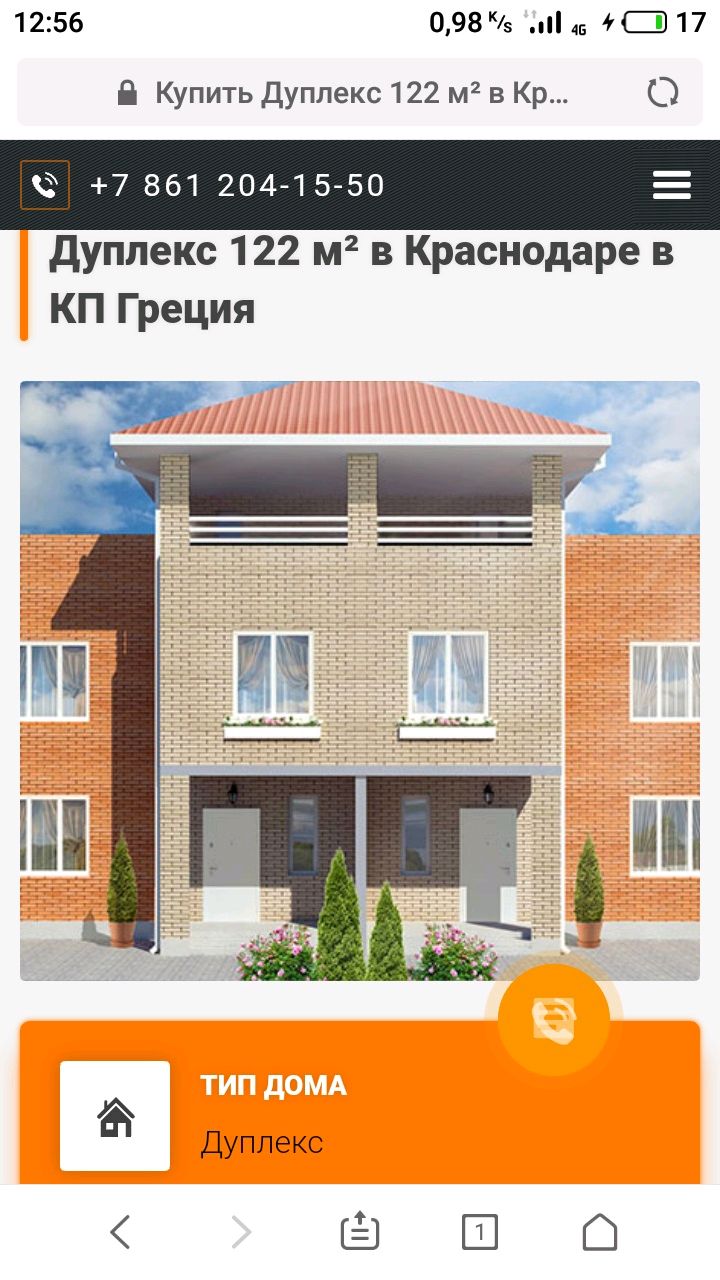 12:56
0,98 K/s 4G 17
Купить Дуплекс 122 м² в Кр...
+7 861 204-15-50
Дуплекс 122 м² в Краснодаре в
КП Греция
ТИП ДОМА
Дуплекс
1